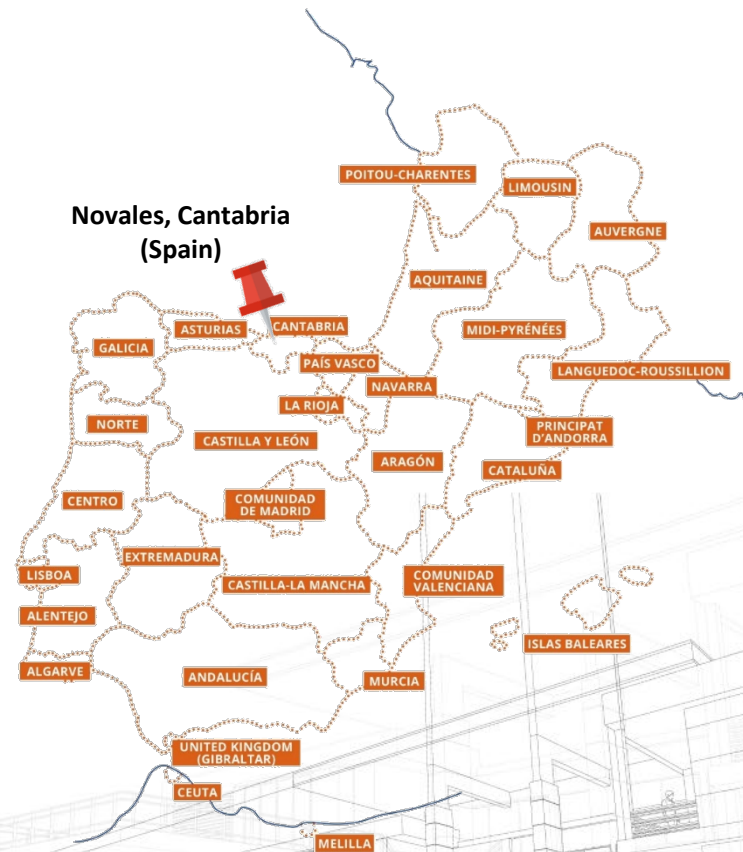 POITOU-CHARENTES
LIMOUSIN
Novales, Cantabria
(Spain)
AUVERGNE
AQUITAINE
ASTURIAS
CANTABRIA
MIDI-PYRÉNÉES
GALICIA
PAÍS VASCO
LANGUEDOC-ROUSSILLION
NAVARRA
LA RIOJA
NORTE
PRINCIPAT
D'ANDORRA
CASTILLA Y LEÓN
ARAGÓN
CATALUÑA
CENTRO
COMUNIDAD
DE MADRID
EXTREMADURA
LISBOA
CASTILLA-LA MANCHA
COMUNIDAD
VALENCIANA
ALENTEJO
ISLAS BALEARES
ALGARVE
ANDALUCÍA
MURCIA
UNITED KINGDOM
(GIBRALTAR)
CEUTA
MELILLA